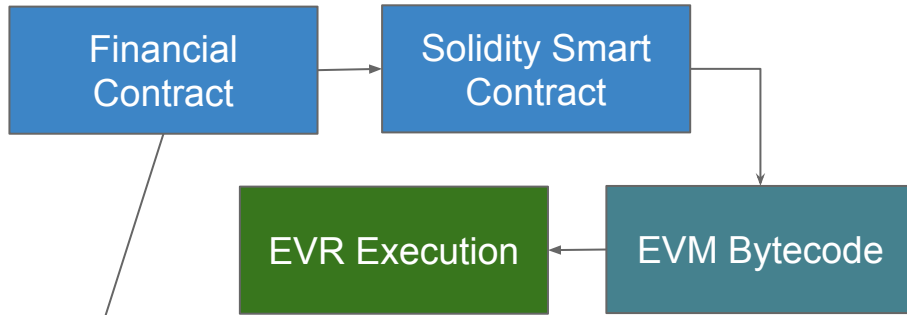 Financial
Contract
Solidity Smart
Contract
EVR Execution
EVM Bytecode